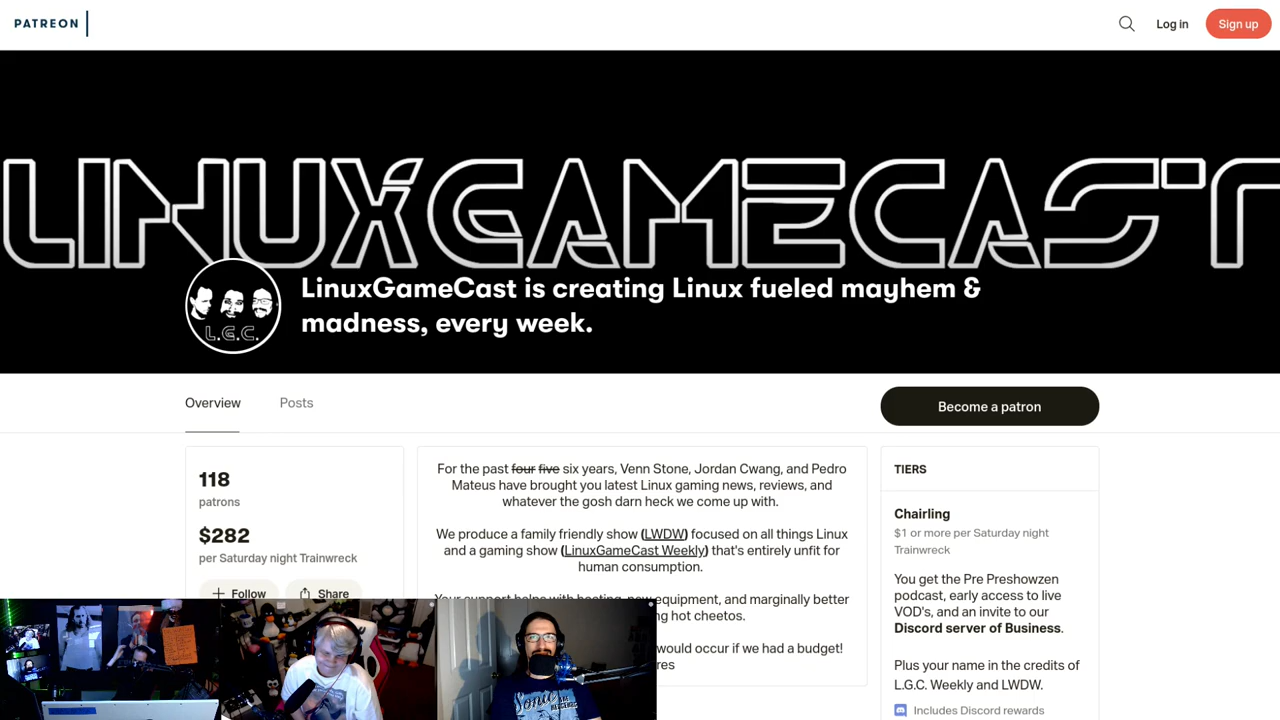 PATREON
Log in
Sign up
LINUXGAMECAST
LinuxGameCast is creating Linux fueled mayhem &
madness, every week.
L.G.C.
Overview
Posts
Become a patron
118
patrons
$282
per Saturday night Trainwreck
Follow
Share
For the past four five six years, Venn Stone, Jordan Cwang, and Pedro
Mateus have brought you latest Linux gaming news, reviews, and
whatever the gosh darn heck we come up with.
We produce a family friendly show (LWDW) focused on all things Linux
and a gaming show (LinuxGameCast Weekly) that's entirely unfit for
human consumption.
Your support helps with hosting, new equipment, and marginally better
hot cheetos.
would occur if we had a budget!
TIERS
Chairling
$1 or more per Saturday night
Trainwreck
You get the Pre Preshowzen
podcast, early access to live
VOD's, and an invite to our
Discord server of Business.
Plus your name in the credits of
L.G.C. Weekly and LWDW.
Includes Discord rewards
Sonic